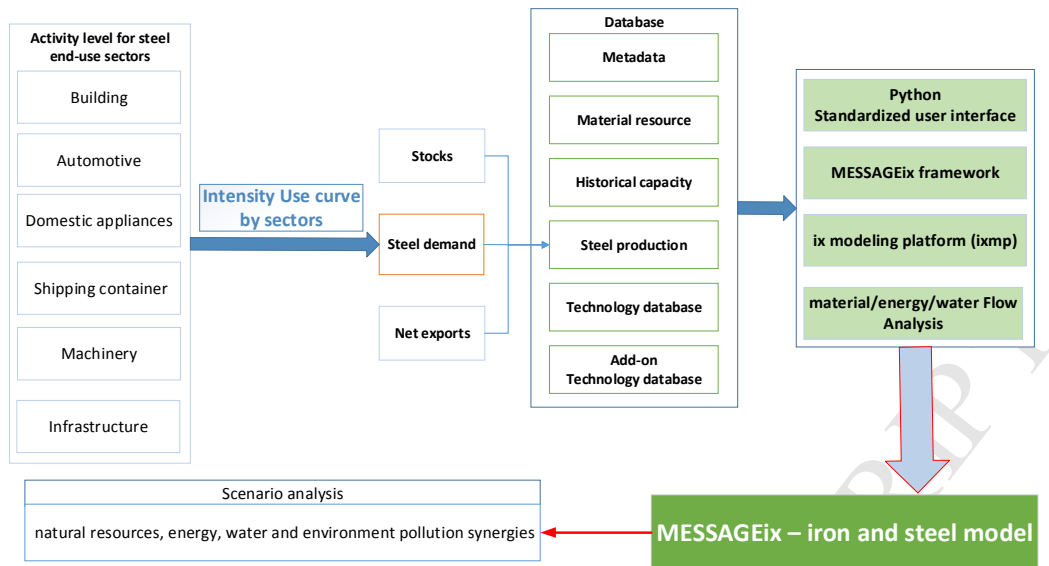 Activity level for steel
end-use sectors
Building
Automotive
Domestic appliances
Shipping container
Machinery
Infrastructure
Intensity Use curve
by sectors
Stocks
Steel demand
Net exports
Database
Metadata
Material resource
Historical capacity
Steel production
Technology database
Add-on
Technology database
Python
Standardized user interface
MESSAGEix framework
ix modeling platform (ixmp)
material/energy/water Flow
Analysis
MESSAGEix – iron and steel model
Scenario analysis
natural resources, energy, water and environment pollution synergies